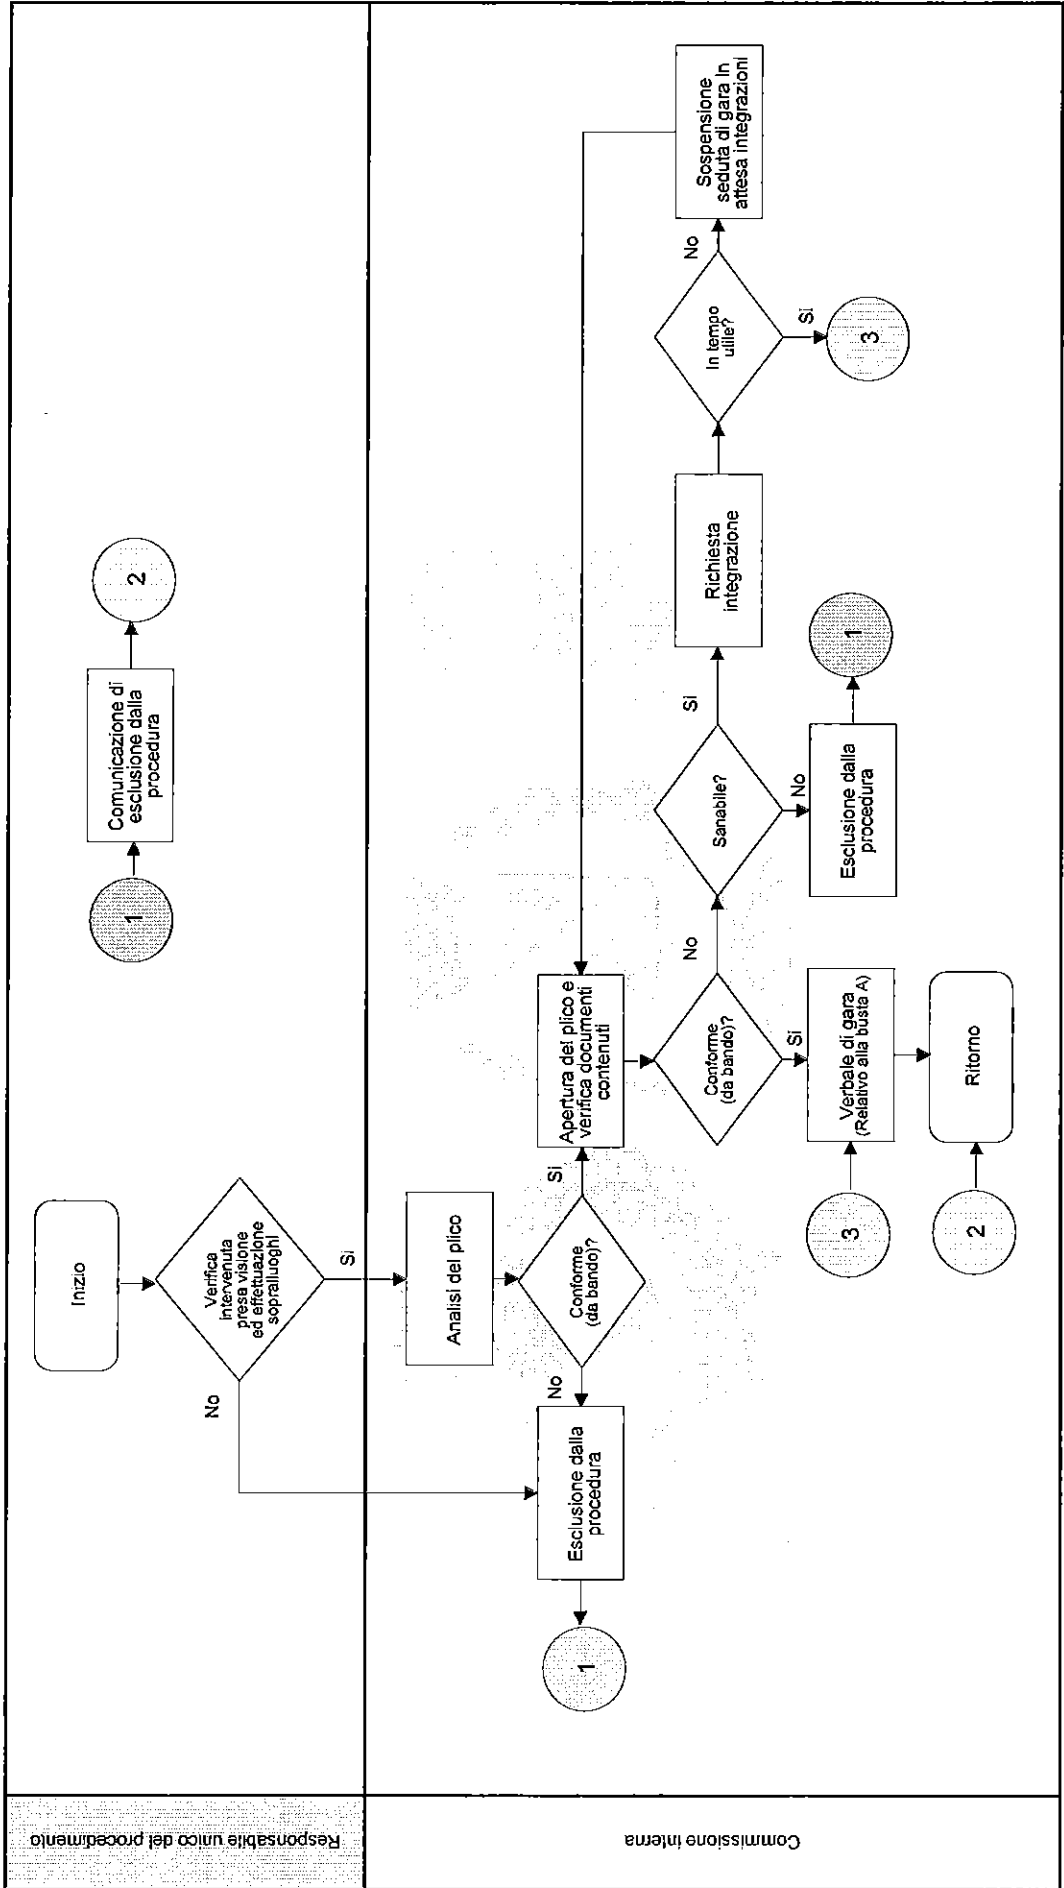 Responsabile unico del procedimento
Inizio
Verifica
intervenuta
presa visione
ed effettuazione
sopralluoghi
No
Si
1
Comunicazione di
esclusione dalla
procedura
2
Commissione interna
Analisi del plico
Conforme
(da bando)?
No
Si
Esclusione dalla
procedura
1
Apertura del plico e
verifica documenti
contenuti
Conforme
(da bando)?
No
Si
Sanabile?
Si
No
Richiesta
integrazione
In tempo
utile?
No
Si
Sospensione
seduta di gara In
attesa integrazioni
3
Esclusione dalla
procedura
1
3
Verbale di gara
(Relativo alla busta A)
2
Ritorno